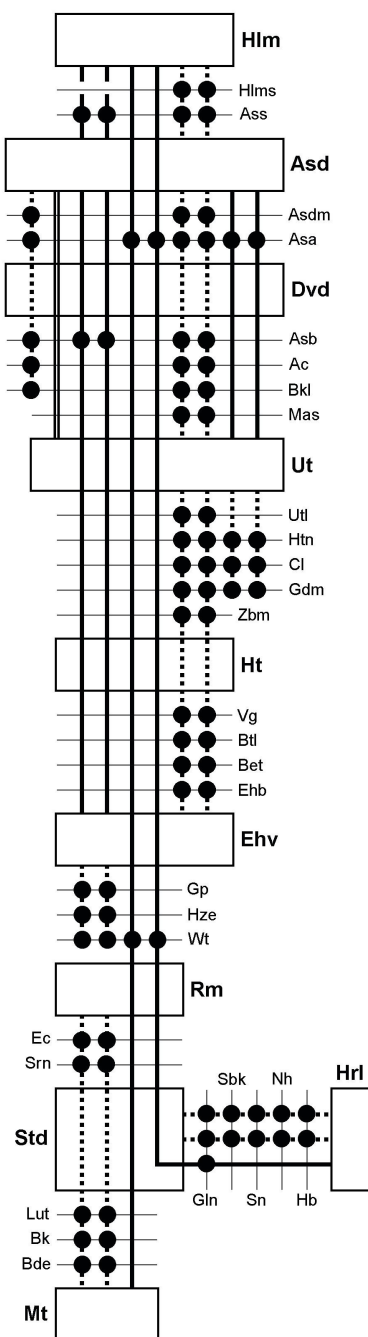 Hlm
Hlms
Ass
Asd
Asdm
Asa
Dvd
Asb
Ac
Bkl
Mas
Ut
Utl
Htn
Cl
Gdm
Zbm
Ht
Vg
Btl
Bet
Ehb
Ehv
Gp
Hze
Wt
Rm
Ec
Srn
Sbk Nh Hrl
Std
Gln Sn Hb
Lut
Bk
Bde
Mt